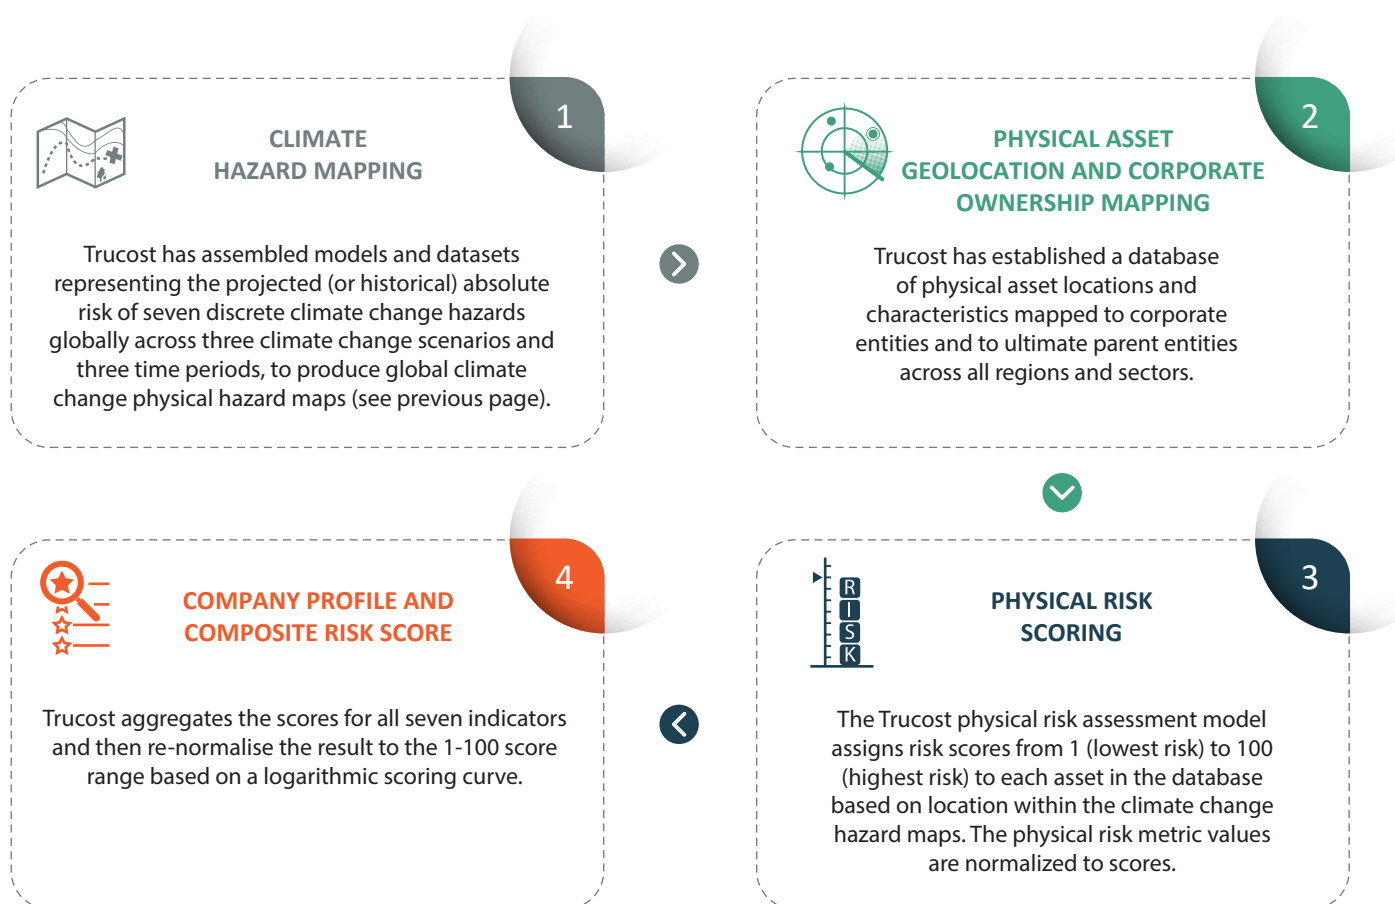 1
CLIMATE
HAZARD MAPPING
Trucost has assembled models and datasets
representing the projected (or historical) absolute
risk of seven discrete climate change hazards
globally across three climate change scenarios and
three time periods, to produce global climate
change physical hazard maps (see previous page).
2
PHYSICAL ASSET
GEOLOCATION AND CORPORATE
OWNERSHIP MAPPING
Trucost has established a database
of physical asset locations and
characteristics mapped to corporate
entities and to ultimate parent entities
across all regions and sectors.
3
R
I
S
K
PHYSICAL RISK
SCORING
The Trucost physical risk assessment model
assigns risk scores from 1 (lowest risk) to 100
(highest risk) to each asset in the database
based on location within the climate change
hazard maps. The physical risk metric values
are normalized to scores.
4
COMPANY PROFILE AND
COMPOSITE RISK SCORE
Trucost aggregates the scores for all seven indicators
and then re-normalise the result to the 1-100 score
range based on a logarithmic scoring curve.